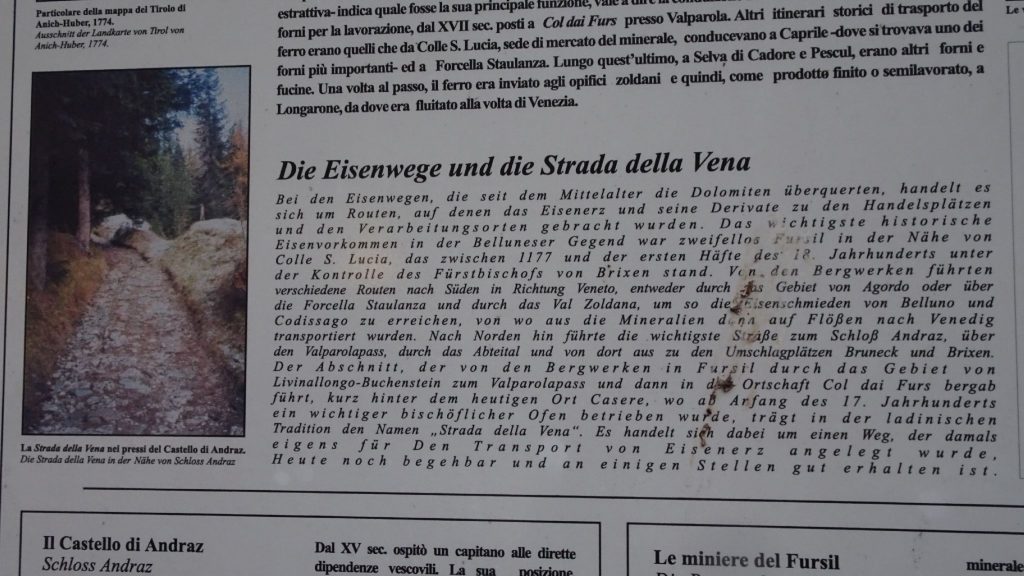 Particolare della mappa del Tirolo di
Anich-Huber, 1774.
Ausschnitt der Landkarte von Tirol von
Anich-Huber, 1774.
estrattiva- indica quale fosse la sua principale funzione, vale a dire la
forni per la lavorazione, dal XVII sec. posti a Col dai Furs presso Valparola. Altri itinerari storici di trasporto del
ferro erano quelli che da Colle S. Lucia, sede di mercato del minerale, conducevano a Caprile -dove si trovava uno dei
forni più importanti- ed a Forcella Staulanza. Lungo quest'ultimo, a Selva di Cadore e Pescul, erano altri forni e
fucine. Una volta al passo, il ferro era inviato agli opifici zoldani e quindi, come prodotto finito o semilavorato, a
Longarone, da dove era fluitato alla volta di Venezia.
Die Eisenwege und die Strada della Vena
Bei den Eisenwegen, die seit dem Mittelalter die Dolomiten überquerten, handelt es
sich um Routen, auf denen das Eisenerz und seine Derivate zu den Handelsplätzen
und den Verarbeitungsorten gebracht wurden. Das wichtigste historische
Eisenvorkommen in der Belluneser Gegend war zweifellos Fursil in der Nähe von
Colle S. Lucia, das zwischen 1177 und der ersten Häfte des 18. Jahrhunderts unter
der Kontrolle des Fürstbischofs von Brixen stand. Von den Bergwerken führten
verschiedene Routen nach Süden in Richtung Veneto, entweder durch das Gebiet von Agordo oder über
die Forcella Staulanza und durch das Val Zoldana, um so die Eisenschmieden von Belluno und
Codissago zu erreichen, von wo aus die Mineralien dann auf Flößen nach Venedig
transportiert wurden. Nach Norden hin führte die wichtigste Straße zum Schloß Andraz, über
den Valparolapass, durch das Abteital und von dort aus zu den Umschlagplätzen Bruneck und Brixen.
Der Abschnitt, der von den Bergwerken in Fursil durch das Gebiet von
Livinallongo-Buchenstein zum Valparolapass und dann in der Ortschaft Col dai Furs bergab
führt, kurz hinter dem heutigen Ort Casere, wo ab Anfang des 17. Jahrhunderts
ein wichtiger bischöflicher Ofen betrieben wurde, trägt in der ladinischen
Tradition den Namen „Strada della Vena“. Es handelt sich dabei um einen Weg, der damals
eigens für Den Transport von Eisenerz angelegt wurde,
Heute noch begehbar und an einigen Stellen gut erhalten ist.
La Strada della Vena nei pressi del Castello di Andraz.
Die Strada della Vena in der Nähe von Schloss Andraz
Il Castello di Andraz
Schloss Andraz
Dal XV sec. ospitò un capitano alle dirette
dipendenze vescovili. La sua posizione
Le miniere del Fursil
minerale